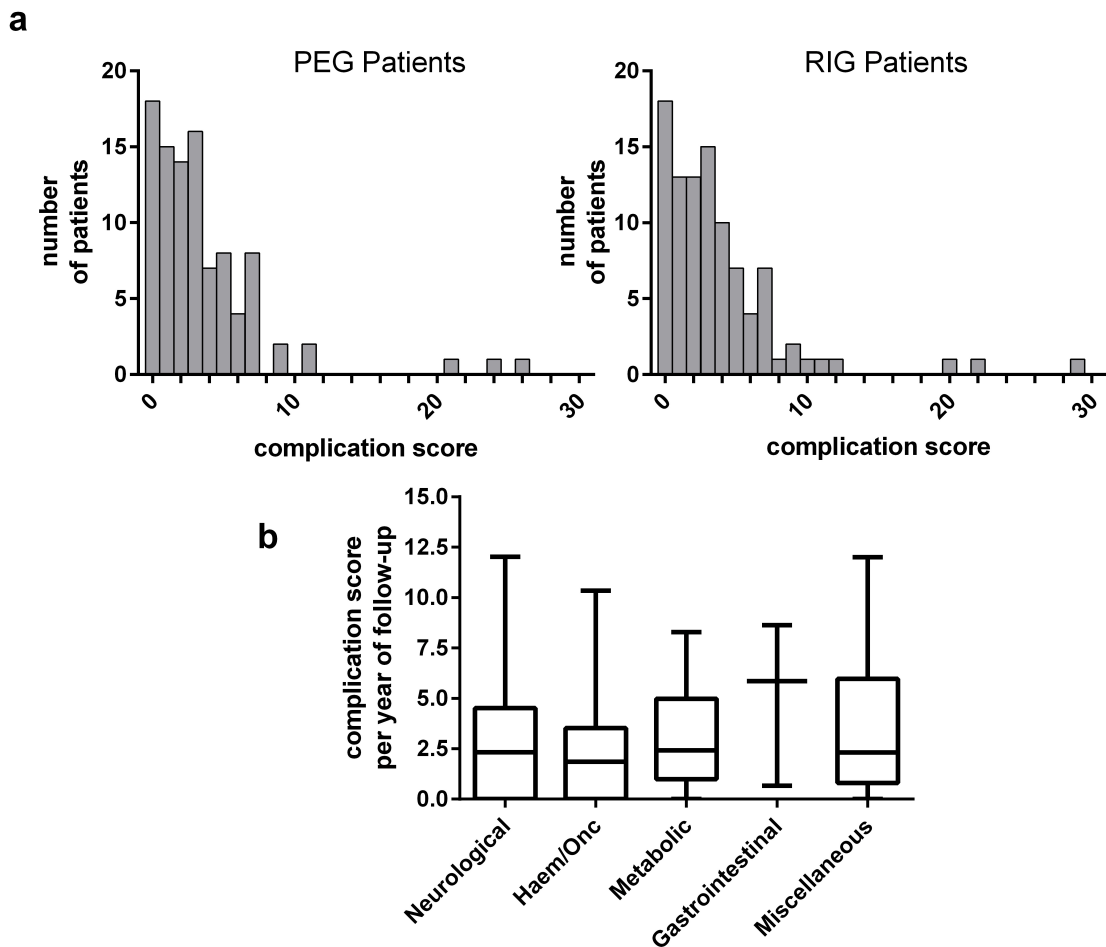 a
PEG Patients
20
15
10
5
0
number
of patients
0
10
20
30
complication score
RIG Patients
20
15
10
5
0
number
of patients
0
10
20
30
complication score
b
15.0
12.5
10.0
7.5
5.0
2.5
0.0
complication score
per year of follow-up
Neurological
Haem/Onc
Metabolic
Gastrointestinal
Miscellaneous